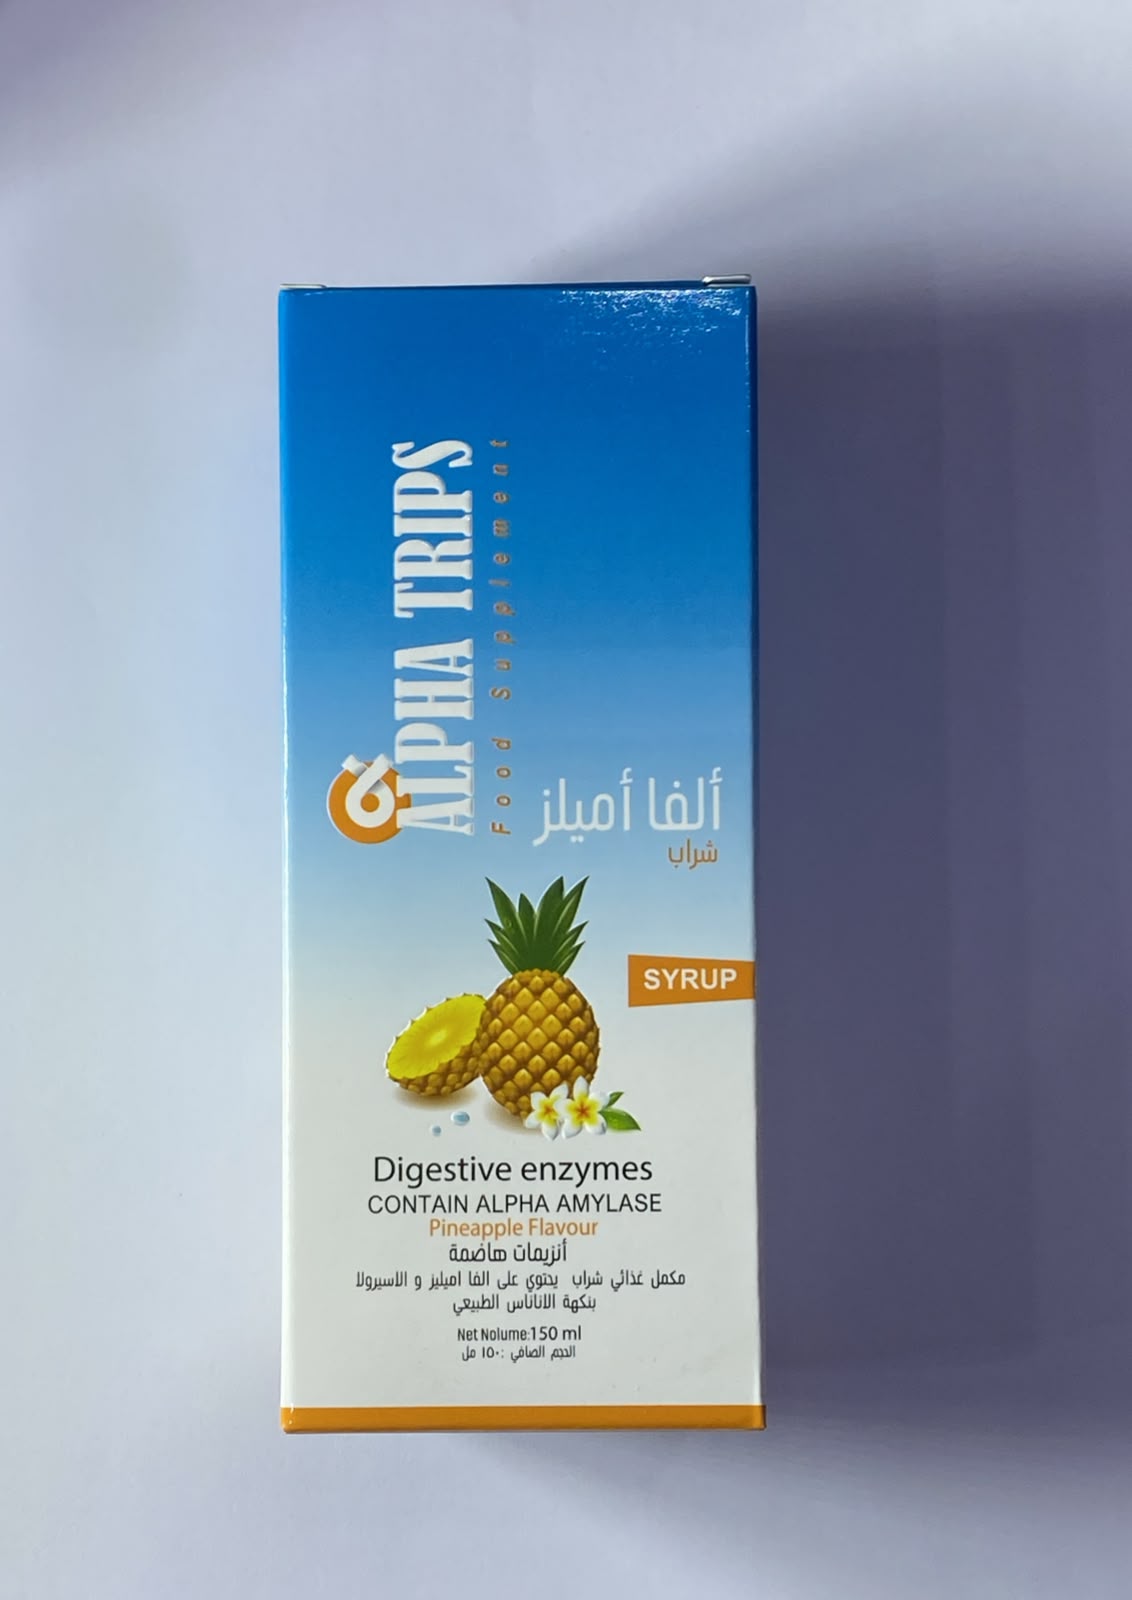 ALPHA TRIPS
Food Supplement
ألفا أميلز
شراب
SYRUP
Digestive enzymes
CONTAIN ALPHA AMYLASE
Pineapple Flavour
أنزيمات هاضمة
مكمل غذائي شراب يحتوي على الفا اميليز و الاسيرولا
بنكهة الاناناس الطبيعي
Net Nolume:150 ml
الحجم الصافي :١٥٠ مل